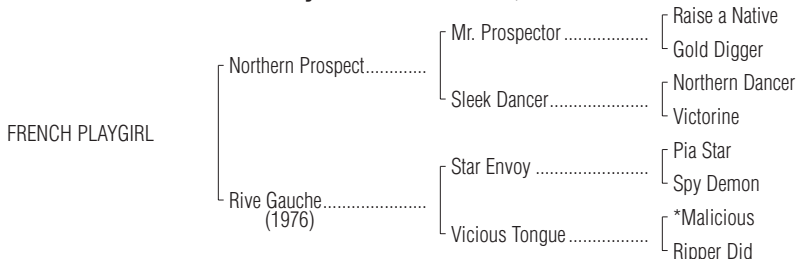 Raise a Native
Mr. Prospector ...................
Gold Digger
Northern Prospect.............
Northern Dancer
Sleek Dancer......................
Victorine
FRENCH PLAYGIRL
Pia Star
Star Envoy .........................
Spy Demon
Rive Gauche.......................
(1976)
*Malicious
Vicious Tongue..................
Ripper Did